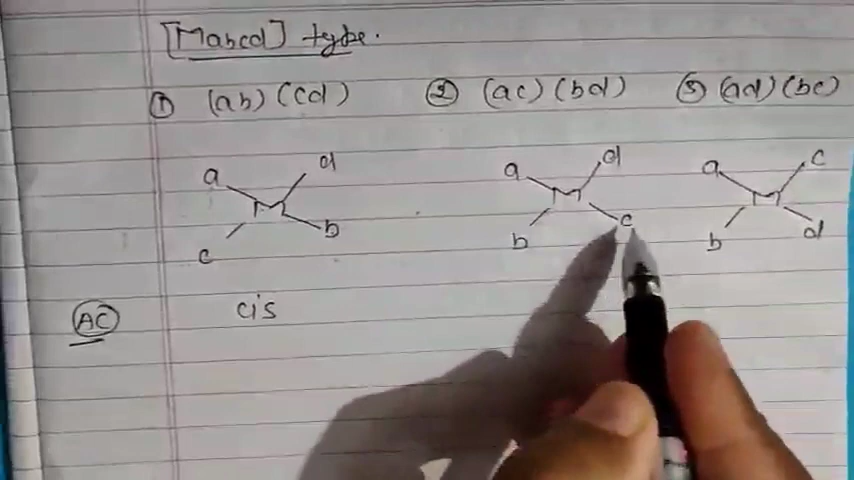 [Mabcd] type.
① (ab) (cd) ② (ac) (bd) ③ (ad) (bc)
a d a d a c
M M M
c b b c b d
AC cis